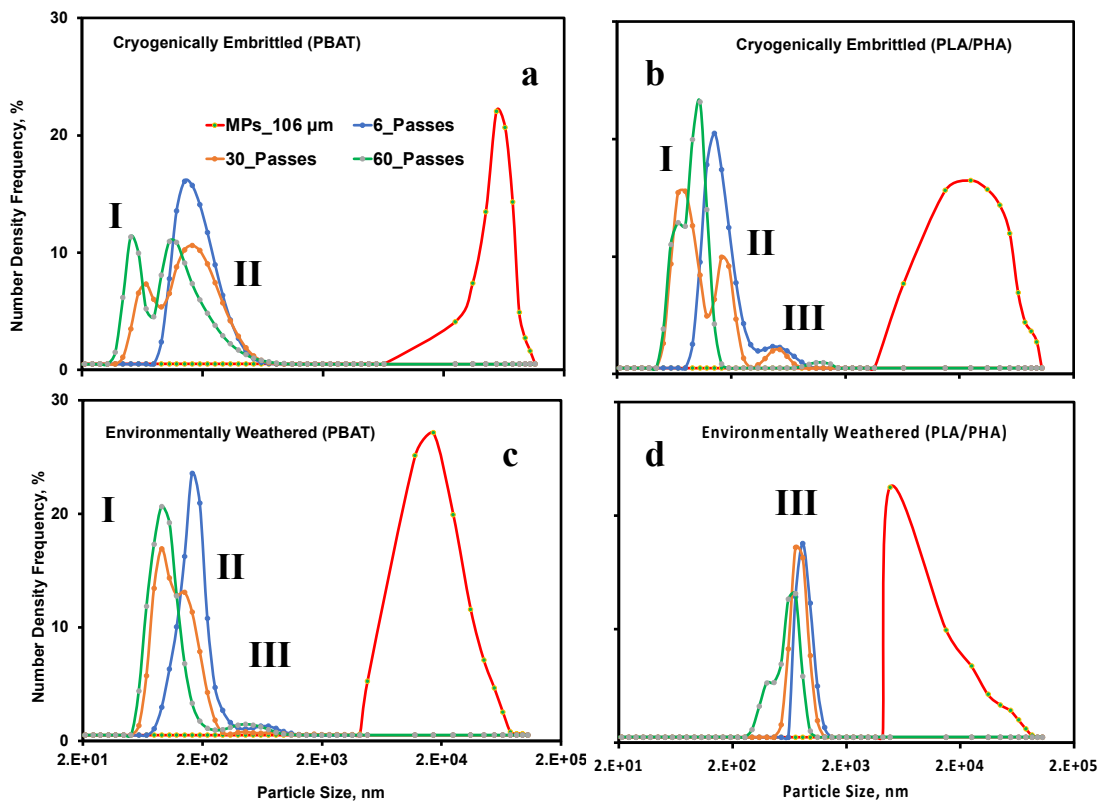 30
20
10
0
Number Density Frequency, %
Cryogenically Embrittled (PBAT)
a
MPs_106 µm
6_Passes
30_Passes
60_Passes
I
II
Cryogenically Embrittled (PLA/PHA)
b
I
II
III
30
20
10
0
Number Density Frequency, %
Environmentally Weathered (PBAT)
c
I
II
III
2.E+01
2.E+02
2.E+03
2.E+04
2.E+05
Particle Size, nm
Environmentally Weathered (PLA/PHA)
d
III
2.E+01
2.E+02
2.E+03
2.E+04
2.E+05
Particle Size, nm